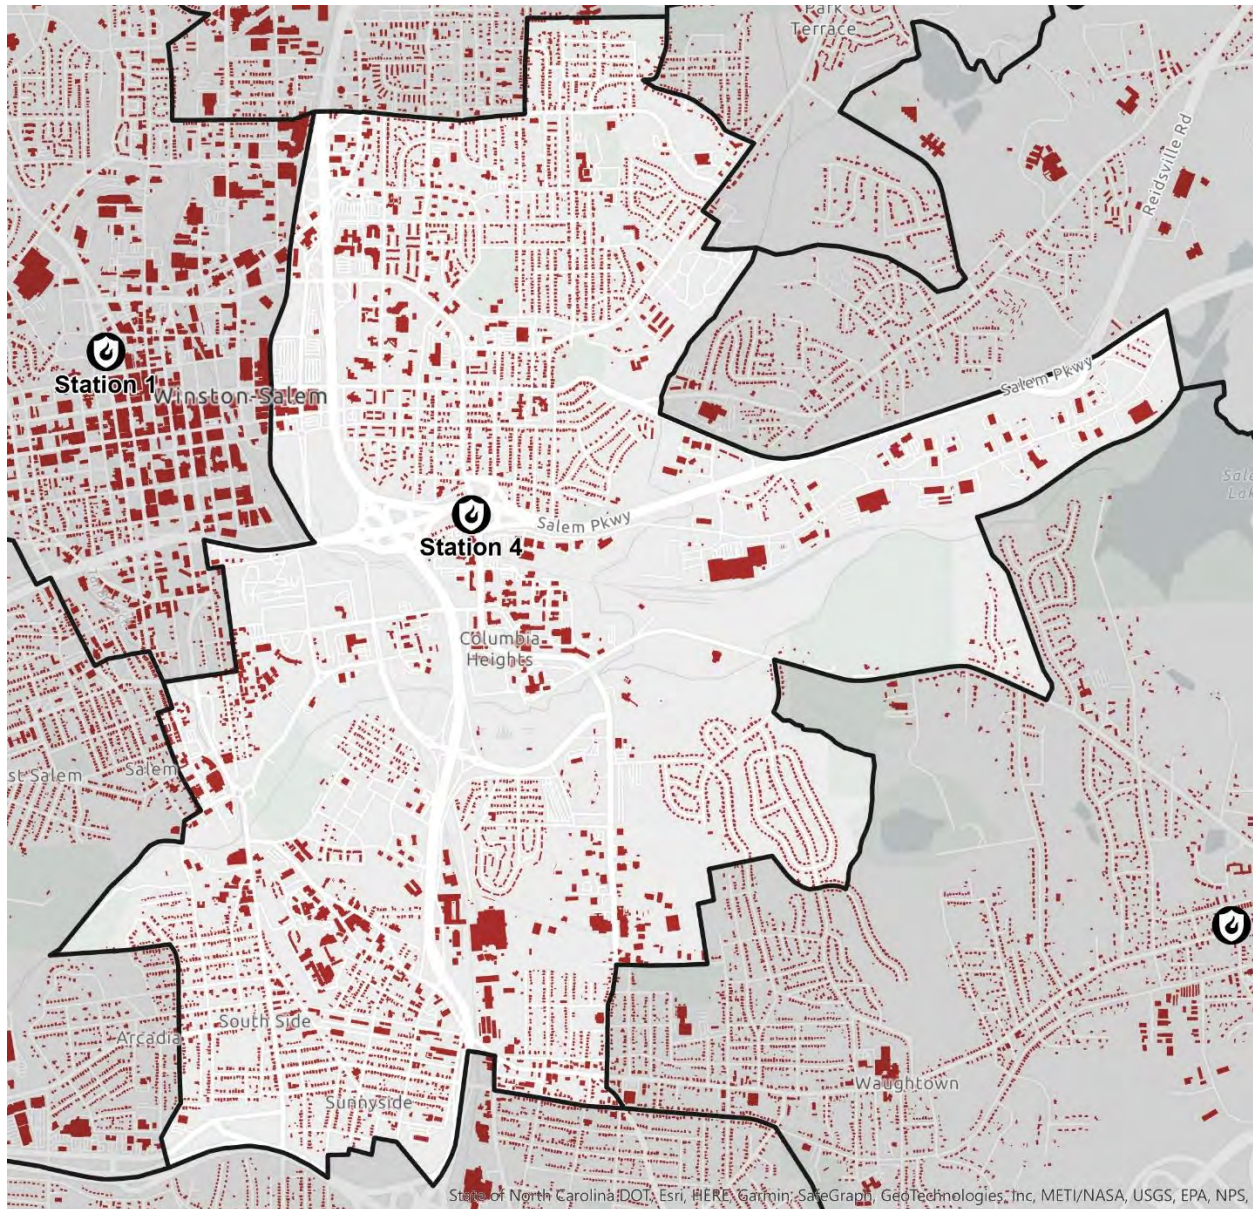 Park
Terrace
Reidsville Rd
Station 1
Winston-Salem
Salem Pkwy
Salem Pkwy
Station 4
Columbia
Heights
st Salem
Salem
South Side
Arcadia
Sunnyside
Waughtown
State of North Carolina DOT, Esri, HERE, Garmin, SafeGraph, GeoTechnologies, Inc, METI/NASA, USGS, EPA, NPS,